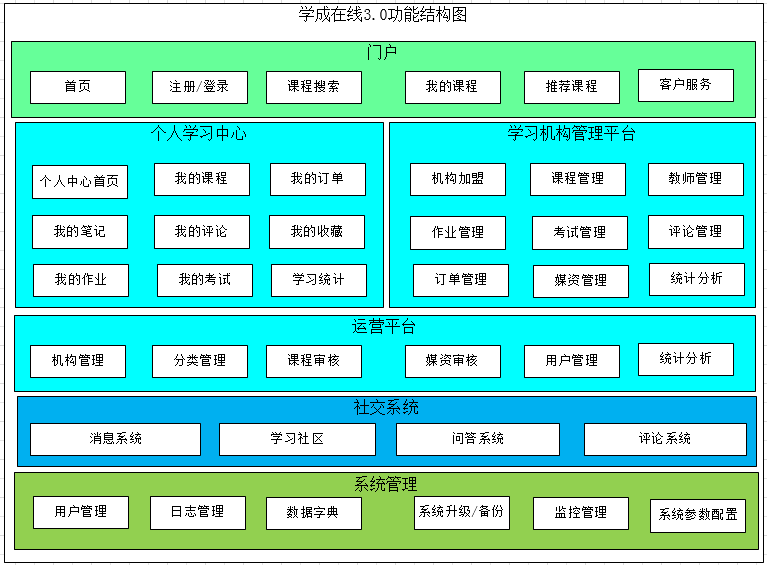 学成在线3.0功能结构图
门户
首页 注册/登录 课程搜索 我的课程 推荐课程 客户服务
个人学习中心
个人中心首页 我的课程 我的订单
我的笔记 我的评论 我的收藏
我的作业 我的考试 学习统计
学习机构管理平台
机构加盟 课程管理 教师管理
作业管理 考试管理 评论管理
订单管理 媒资管理 统计分析
运营平台
机构管理 分类管理 课程审核 媒资审核 用户管理 统计分析
社交系统
消息系统 学习社区 问答系统 评论系统
系统管理
用户管理 日志管理 数据字典 系统升级/备份 监控管理 系统参数配置